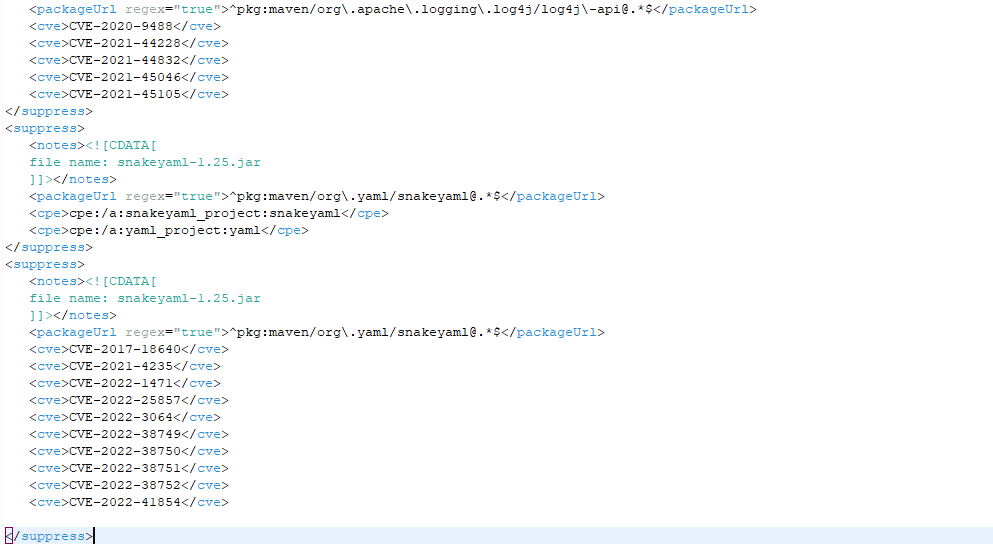 <packageUrl regex="true">^pkg:maven/org\.apache\.logging\.log4j/log4j\-api@.*$</packageUrl>
<cve>CVE-2020-9488</cve>
<cve>CVE-2021-44228</cve>
<cve>CVE-2021-44832</cve>
<cve>CVE-2021-45046</cve>
<cve>CVE-2021-45105</cve>
</suppress>
<suppress>
<notes><![CDATA[
file name: snakeyaml-1.25.jar
]]></notes>
<packageUrl regex="true">^pkg:maven/org\.yaml/snakeyaml@.*$</packageUrl>
<cpe>cpe:/a:snakeyaml_project:snakeyaml</cpe>
<cpe>cpe:/a:yaml_project:yaml</cpe>
</suppress>
<suppress>
<notes><![CDATA[
file name: snakeyaml-1.25.jar
]]></notes>
<packageUrl regex="true">^pkg:maven/org\.yaml/snakeyaml@.*$</packageUrl>
<cve>CVE-2017-18640</cve>
<cve>CVE-2021-4235</cve>
<cve>CVE-2022-1471</cve>
<cve>CVE-2022-25857</cve>
<cve>CVE-2022-3064</cve>
<cve>CVE-2022-38749</cve>
<cve>CVE-2022-38750</cve>
<cve>CVE-2022-38751</cve>
<cve>CVE-2022-38752</cve>
<cve>CVE-2022-41854</cve>
</suppress>